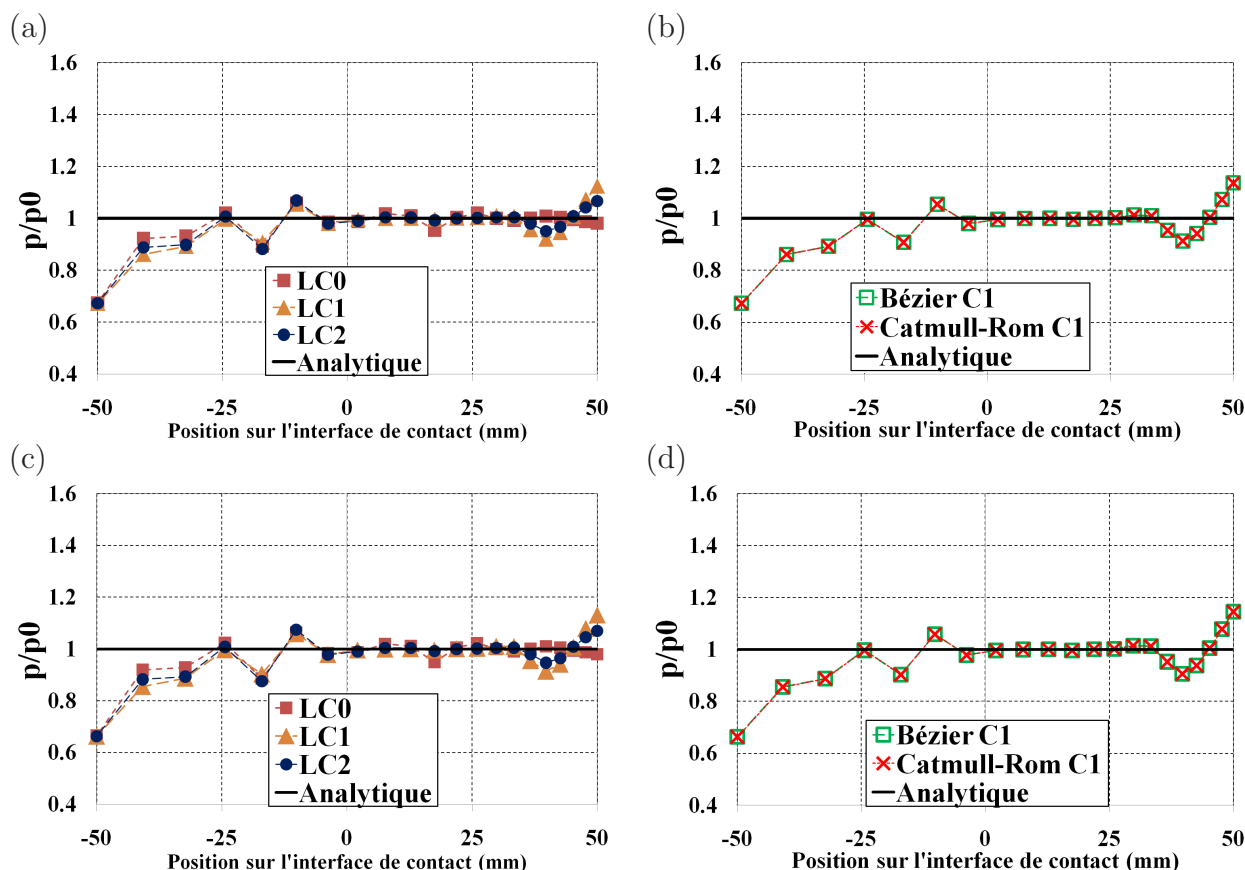 (a)
p/p0
1.6
1.4
1.2
1
0.8
0.6
0.4
LC0
LC1
LC2
Analytique
-50
-25
0
25
50
Position sur l'interface de contact (mm)
(b)
p/p0
1.6
1.4
1.2
1
0.8
0.6
0.4
Bézier C1
Catmull-Rom C1
Analytique
-50
-25
0
25
50
Position sur l'interface de contact (mm)
(c)
p/p0
1.6
1.4
1.2
1
0.8
0.6
0.4
LC0
LC1
LC2
Analytique
-50
-25
0
25
50
Position sur l'interface de contact (mm)
(d)
p/p0
1.6
1.4
1.2
1
0.8
0.6
0.4
Bézier C1
Catmull-Rom C1
Analytique
-50
-25
0
25
50
Position sur l'interface de contact (mm)